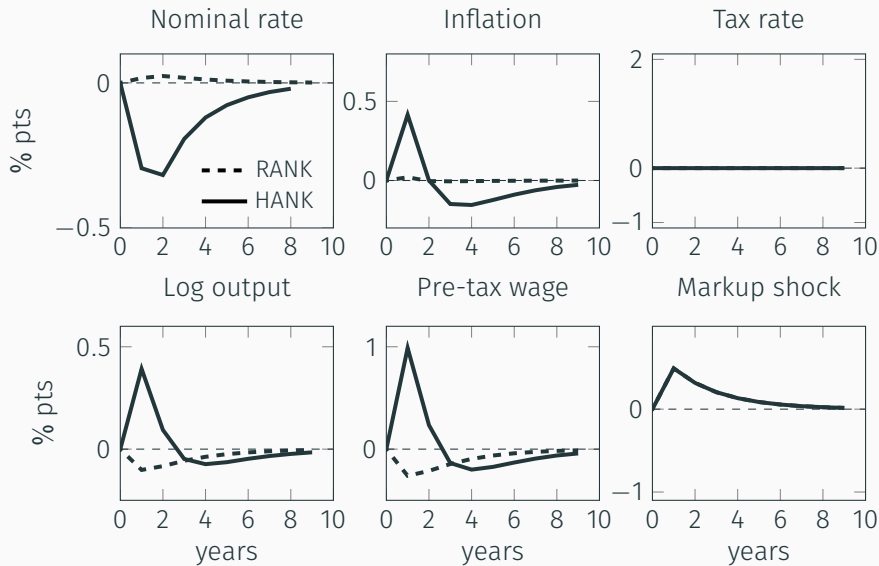 Nominal rate
Inflation
Tax rate
% pts
0
−0.5
RANK
HANK
0 2 4 6 8 10
0.5
0
0 2 4 6 8 10
2
0
−1
0 2 4 6 8 10
Log output
Pre-tax wage
Markup shock
% pts
0.5
0
0 2 4 6 8 10
years
1
0
0 2 4 6 8 10
years
0
−1
0 2 4 6 8 10
years